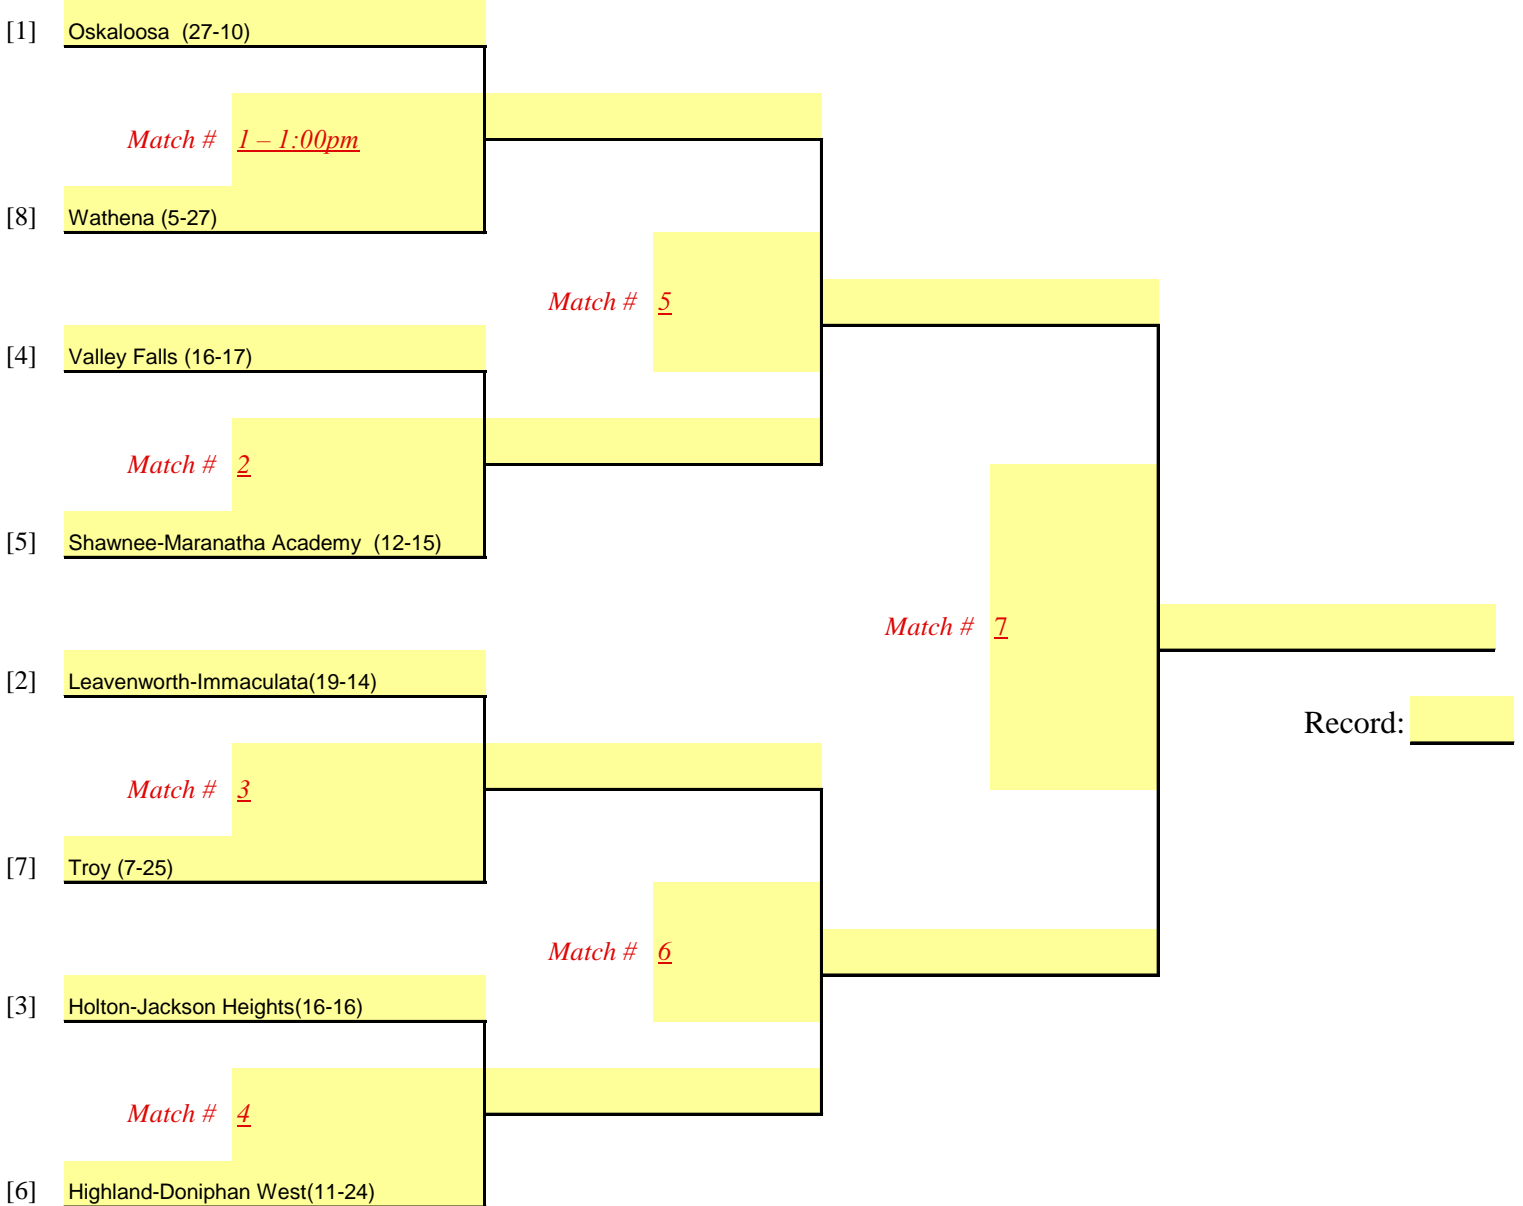 [1] Oskaloosa  (27-10)
Match # 1 – 1:00pm
[8] Wathena (5-27)
Match # 5
[4] Valley Falls (16-17)
Match # 2
[5] Shawnee-Maranatha Academy  (12-15)
Match # 7
[2] Leavenworth-Immaculata(19-14)
Record:
Match # 3
[7] Troy (7-25)
Match # 6
[3] Holton-Jackson Heights(16-16)
Match # 4
[6] Highland-Doniphan West(11-24)